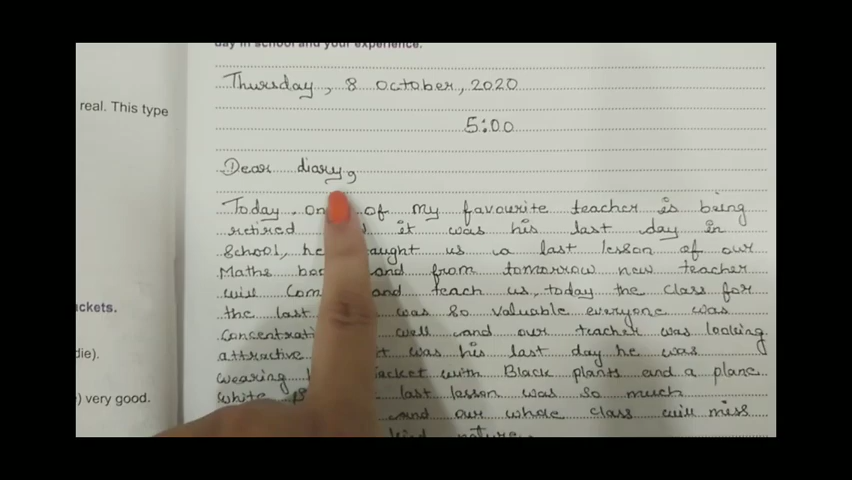 day in school and your experience.
real. This type
Thursday, 8 October, 2020
5:00
Dear diary,
Today. of my favourite teacher is being
retired it was his last day in
School, he taught us a last lesson of our
Maths and from tomorrow new teacher
will and teach us, today the class for
the last was so valuable everyone was
ckets.
well and our teacher was looking
die).
attractive was his last day he was
wearing jacket with Black plants and a plane
) very good.
White last lesson was so much
and our whole class will miss
kind nature.